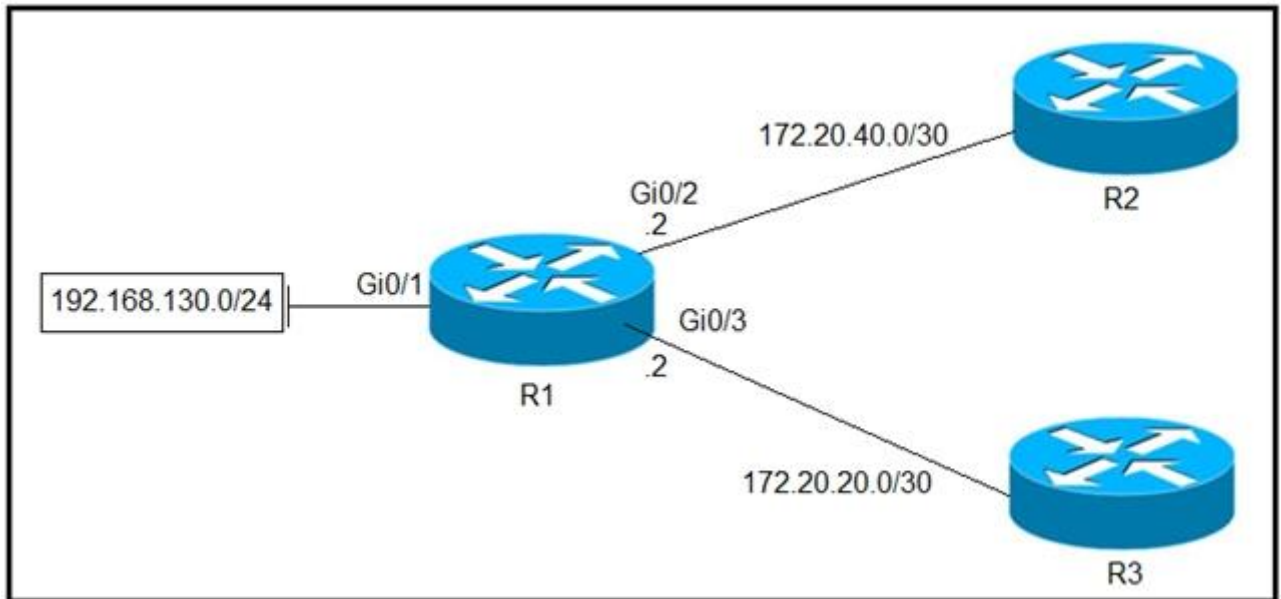 172.20.40.0/30
R2
Gi0/2
.2
192.168.130.0/24
Gi0/1
R1
Gi0/3
.2
172.20.20.0/30
R3